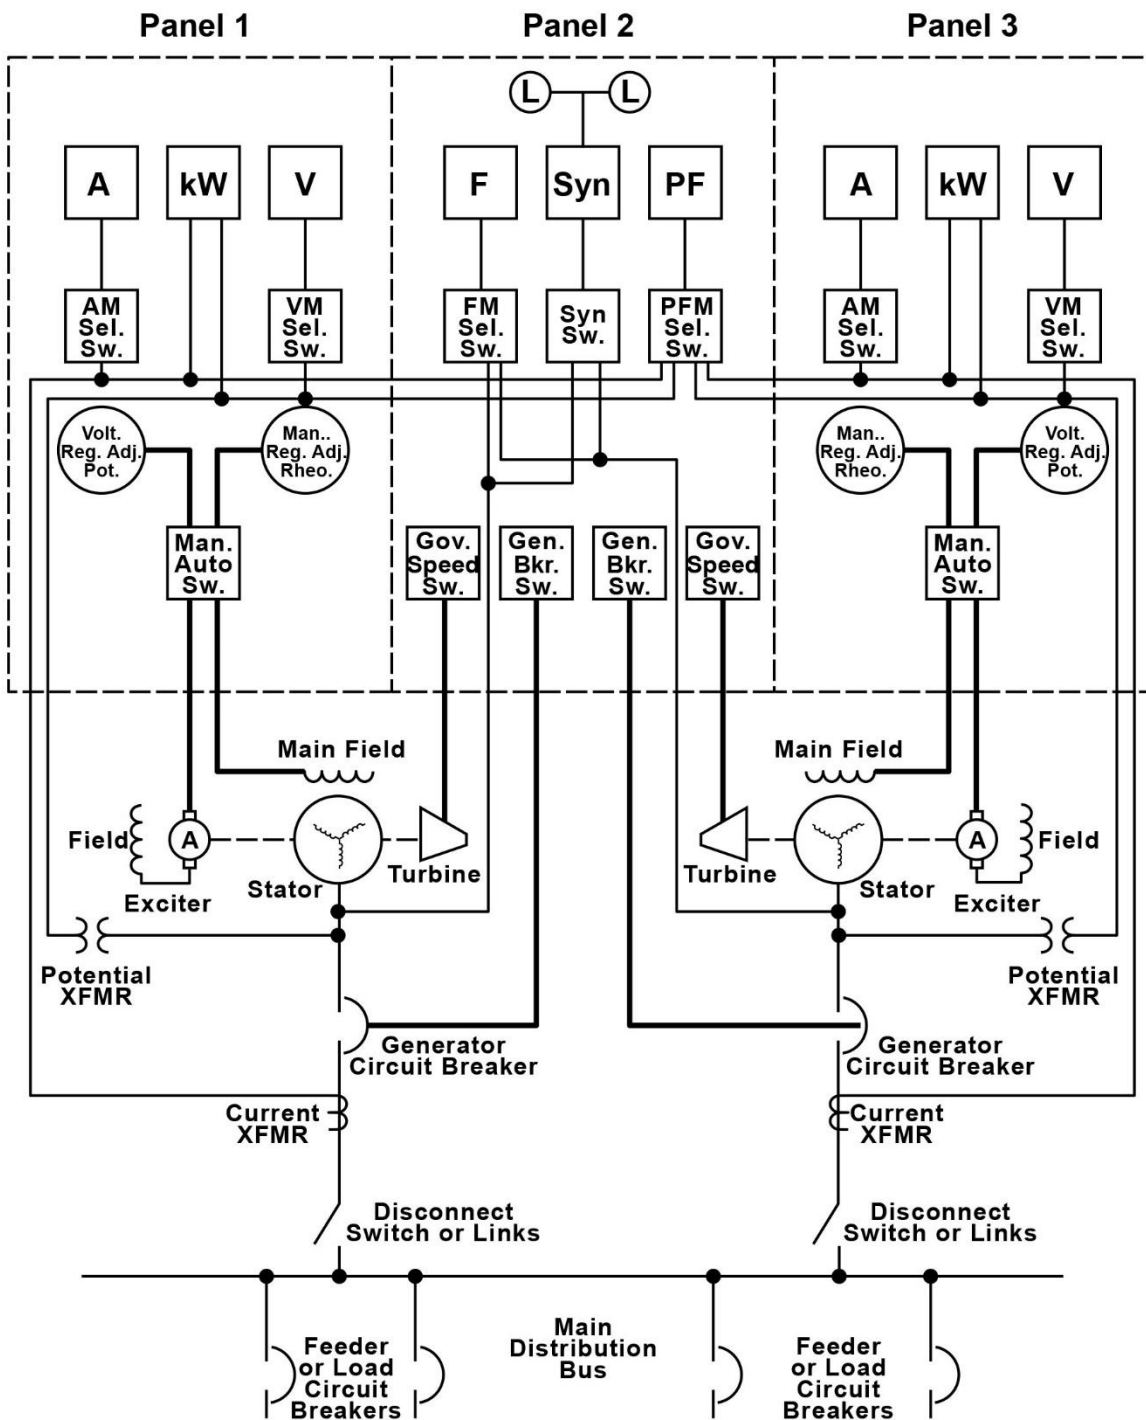 Panel 1
Panel 2
Panel 3
L
L
A
kW
V
F
Syn
PF
A
kW
V
AM
Sel.
Sw.
VM
Sel.
Sw.
FM
Sel.
Sw.
Syn
Sw.
PFM
Sel.
Sw.
AM
Sel.
Sw.
VM
Sel.
Sw.
Volt.
Reg. Adj.
Pot.
Man..
Reg. Adj.
Rheo.
Man..
Reg. Adj.
Rheo.
Volt.
Reg. Adj.
Pot.
Man.
Auto
Sw.
Gov.
Speed
Sw.
Gen.
Bkr.
Sw.
Gen.
Bkr.
Sw.
Gov.
Speed
Sw.
Man.
Auto
Sw.
Main Field
Main Field
Field
A
Exciter
Stator
Turbine
Turbine
Stator
A
Exciter
Field
Potential
XFMR
Potential
XFMR
Generator
Circuit Breaker
Generator
Circuit Breaker
Current
XFMR
Current
XFMR
Disconnect
Switch or Links
Disconnect
Switch or Links
Feeder
or Load
Circuit
Breakers
Main
Distribution
Bus
Feeder
or Load
Circuit
Breakers